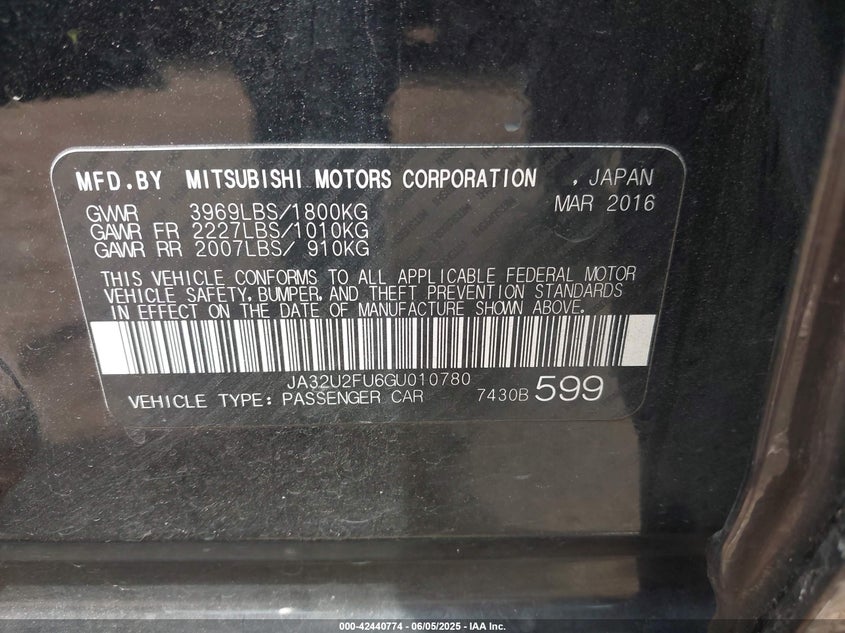 MFD.BY MITSUBISHI MOTORS CORPORATION , JAPAN
MAR 2016
GVWR 3969LBS/1800KG
GAWR FR 2227LBS/1010KG
GAWR RR 2007LBS/ 910KG
THIS VEHICLE CONFORMS TO ALL APPLICABLE FEDERAL MOTOR
VEHICLE SAFETY, BUMPER, AND THEFT PREVENTION STANDARDS
IN EFFECT ON THE DATE OF MANUFACTURE SHOWN ABOVE.
JA32U2FU6GU010780
VEHICLE TYPE: PASSENGER CAR 7430B 599
000-42440774 | 06/05/2025 - IAA Inc.